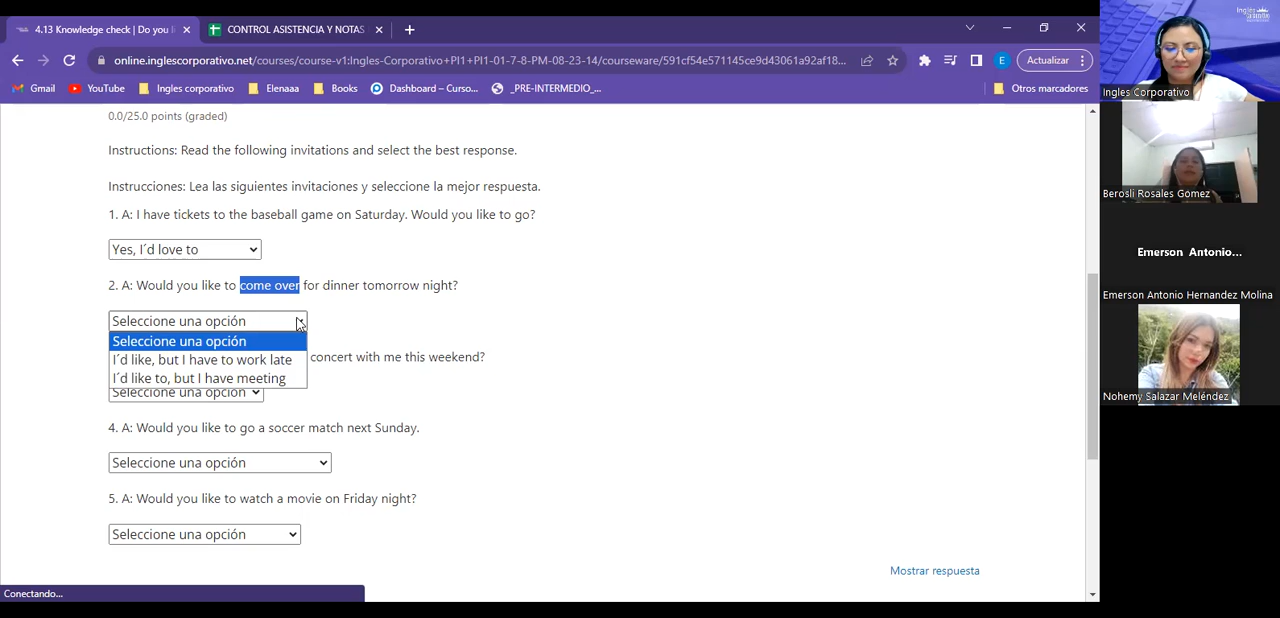 4.13 Knowledge check | Do you l
CONTROL ASISTENCIA Y NOTAS
online.inglescorporativo.net/courses/course-v1:Ingles-Corporativo+PI1+PI1-01-7-8-PM-08-23-14/courseware/591cf54e571145ce9d43061a92af18...
E
Actualizar
Gmail
YouTube
Ingles corporativo
Elenaaa
Books
Dashboard – Curso...
_PRE-INTERMEDIO_...
Otros marcadores
0.0/25.0 points (graded)
Instructions: Read the following invitations and select the best response.
Instrucciones: Lea las siguientes invitaciones y seleccione la mejor respuesta.
1. A: I have tickets to the baseball game on Saturday. Would you like to go?
Yes, I´d love to
2. A: Would you like to come over for dinner tomorrow night?
Seleccione una opción
Seleccione una opción
I´d like, but I have to work late
I´d like to, but I have meeting
concert with me this weekend?
Seleccione una opción
4. A: Would you like to go a soccer match next Sunday.
Seleccione una opción
5. A: Would you like to watch a movie on Friday night?
Seleccione una opción
Mostrar respuesta
Conectando...
Ingles
Ingles Corporativo
Berosli Rosales Gomez
Emerson Antonio...
Emerson Antonio Hernandez Molina
Nohemy Salazar Meléndez